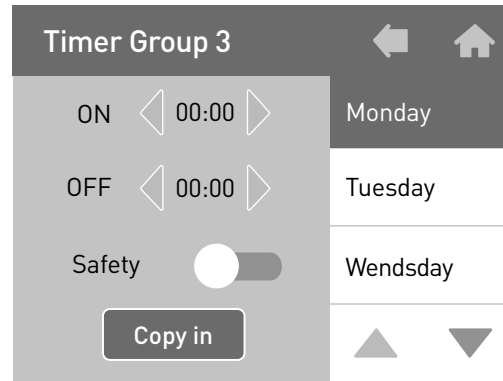 Timer Group 3
ON 00:00
OFF 00:00
Safety
Copy in
Monday
Tuesday
Wendsday